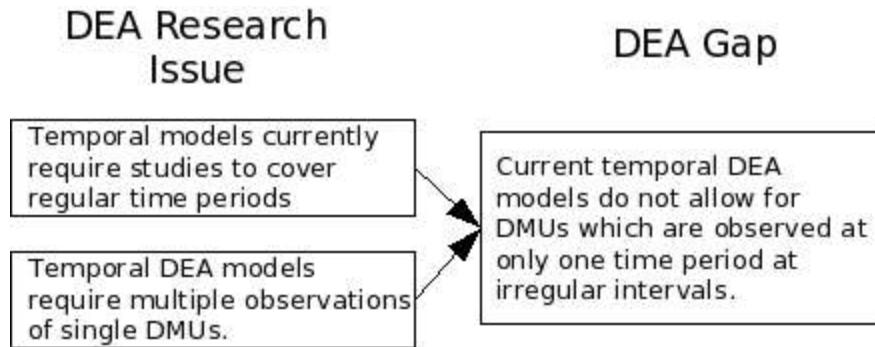 DEA Research
Issue
DEA Gap
Temporal models currently
require studies to cover
regular time periods
Temporal DEA models
require multiple observations
of single DMUs.
Current temporal DEA
models do not allow for
DMUs which are observed at
only one time period at
irregular intervals.